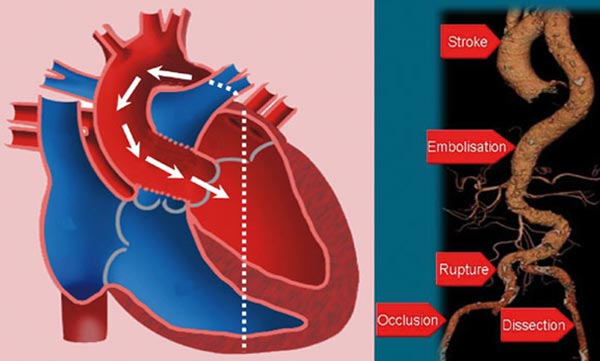 Stroke
Embolisation
Rupture
Occlusion
Dissection